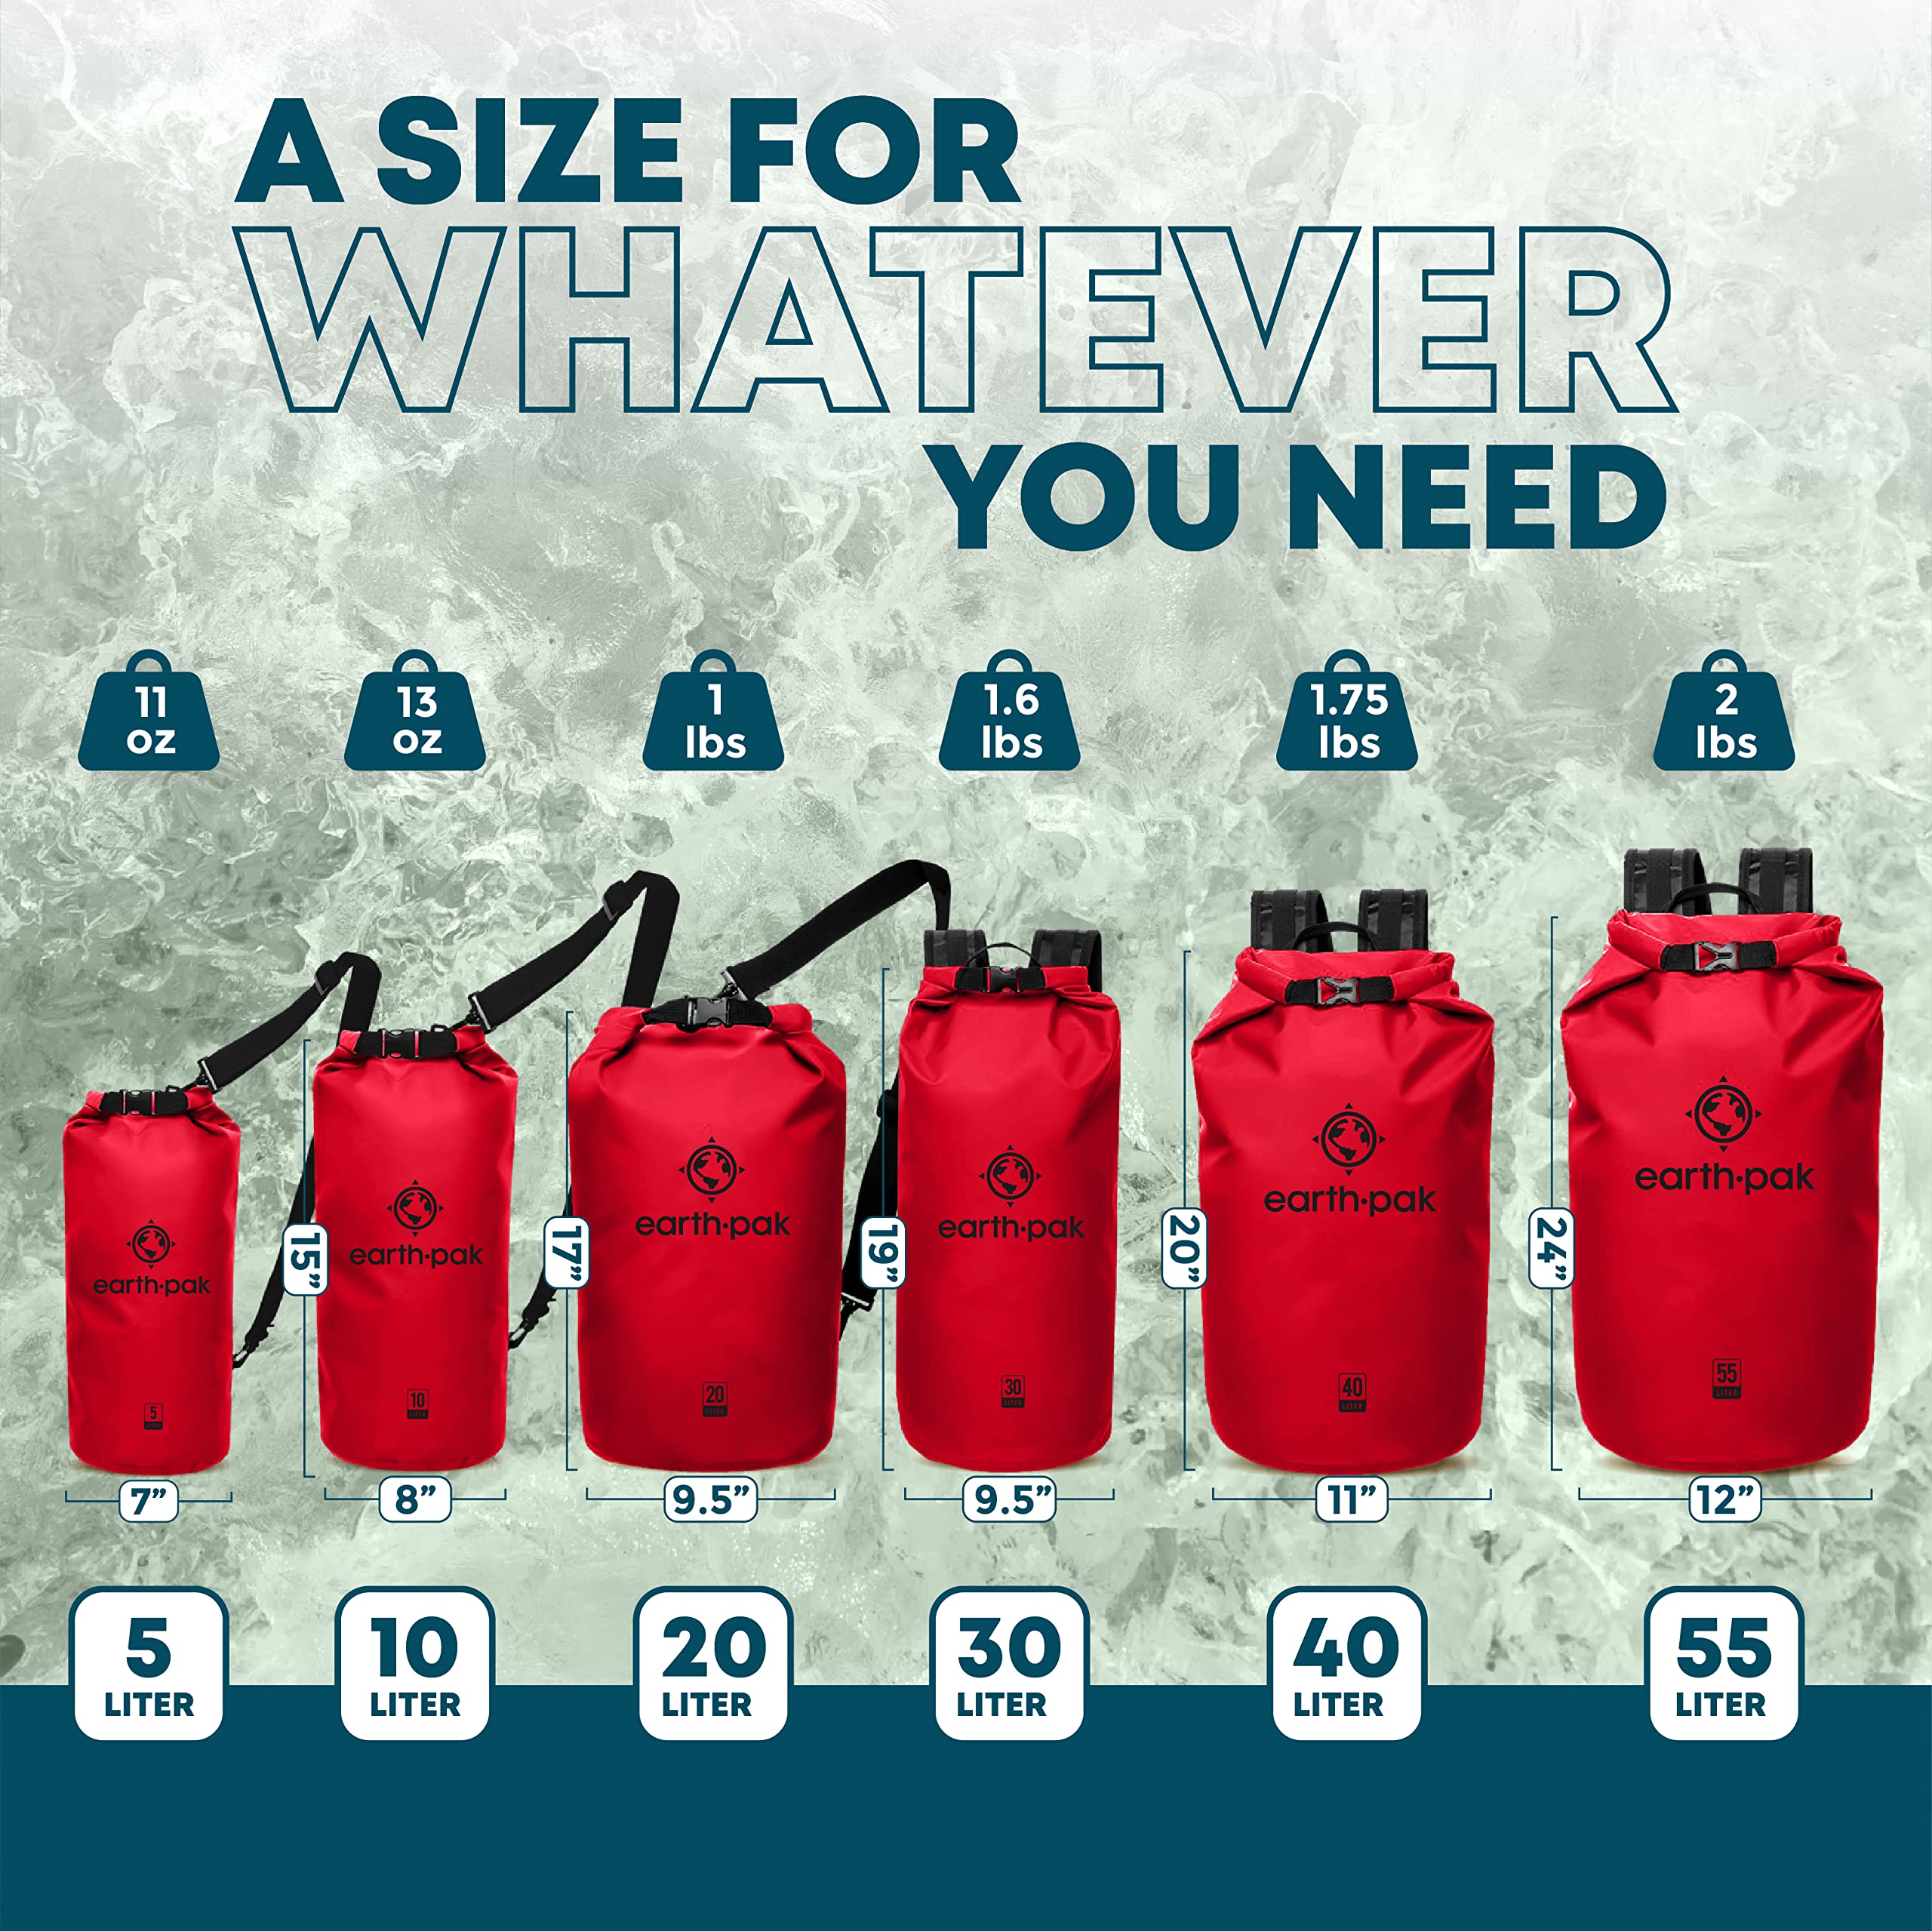 A SIZE FOR
WHATEVER
YOU NEED
11
oz
13
oz
1
lbs
1.6
lbs
1.75
lbs
2
lbs
earth·pak
5
LITER
earth·pak
10
LITER
earth·pak
20
LITER
earth·pak
30
LITER
earth·pak
40
LITER
earth·pak
55
LITER
15”
17”
19”
20”
24”
7”
8”
9.5”
9.5”
11”
12”
5
LITER
10
LITER
20
LITER
30
LITER
40
LITER
55
LITER